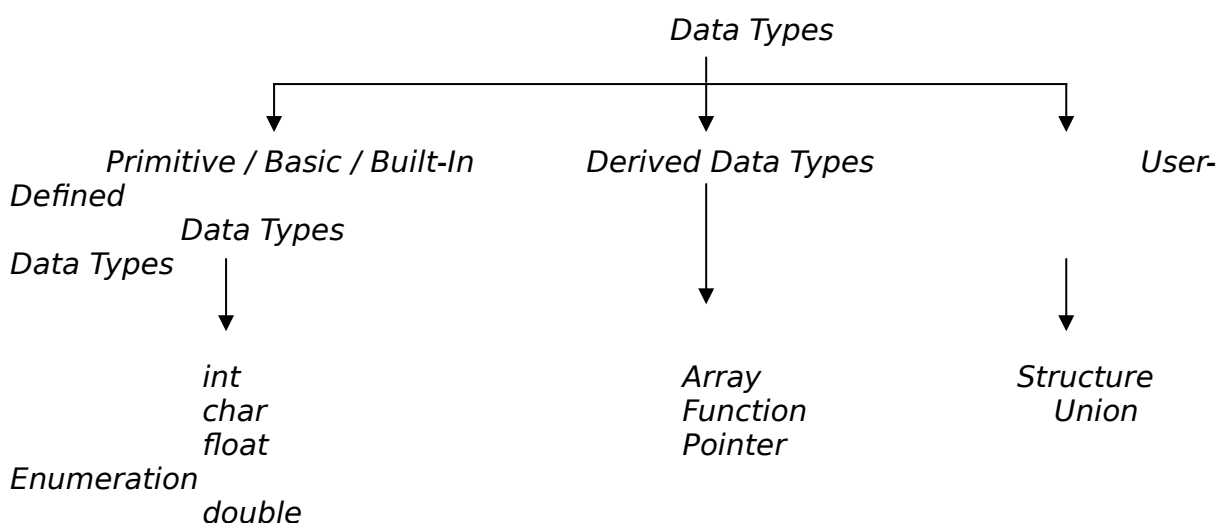 Data Types
Primitive / Basic / Built-In Derived Data Types User-
Defined
Data Types
Data Types
int Array Structure
char Function Union
float Pointer
Enumeration
double